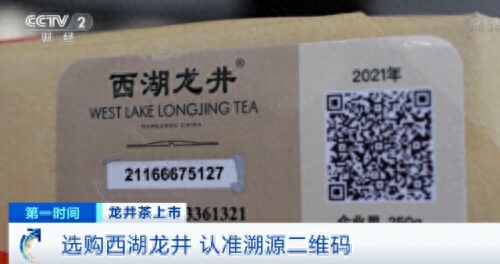 CCTV 2
财经
西湖龙井®
WEST LAKE LONGJING TEA
HANGZHOU CHINA
2021年
21166675127
3361321
第一时间
龙井茶上市
选购西湖龙井 认准溯源二维码